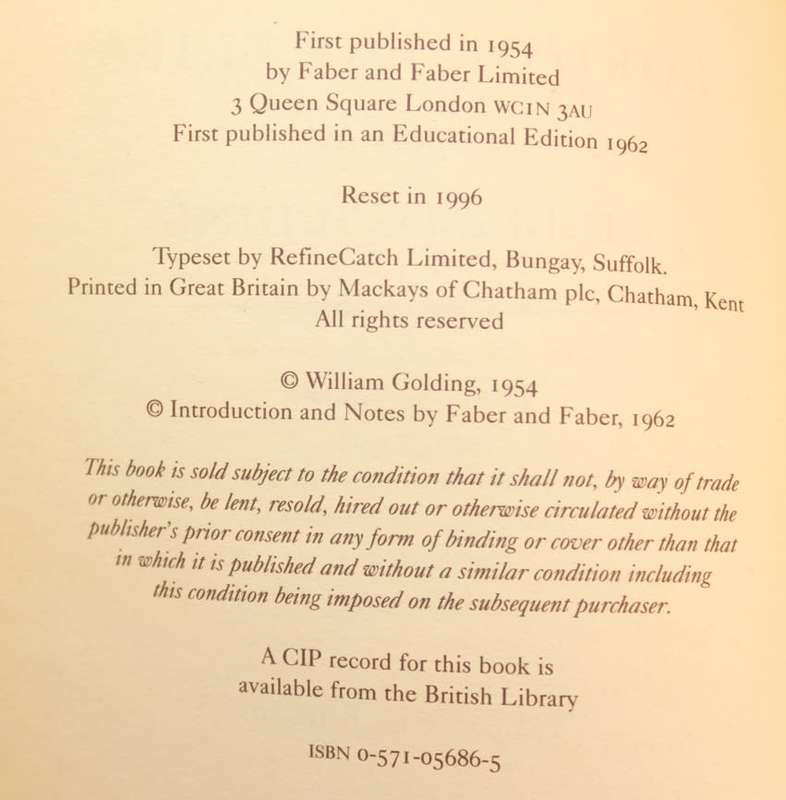 First published in 1954
by Faber and Faber Limited
3 Queen Square London WC1N 3AU
First published in an Educational Edition 1962
Reset in 1996
Typeset by RefineCatch Limited, Bungay, Suffolk.
Printed in Great Britain by Mackays of Chatham plc, Chatham, Kent
All rights reserved
© William Golding, 1954
© Introduction and Notes by Faber and Faber, 1962
This book is sold subject to the condition that it shall not, by way of trade
or otherwise, be lent, resold, hired out or otherwise circulated without the
publisher's prior consent in any form of binding or cover other than that
in which it is published and without a similar condition including
this condition being imposed on the subsequent purchaser.
A CIP record for this book is
available from the British Library
ISBN 0-571-05686-5